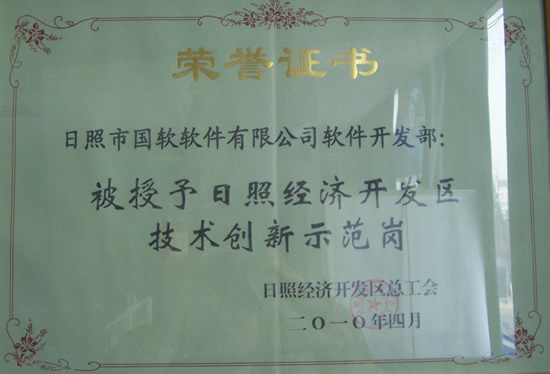 荣誉证书
日照市国软软件有限公司软件开发部：
被授予日照经济开发区
技术创新示范岗
日照经济开发区总工会
二〇一〇年四月